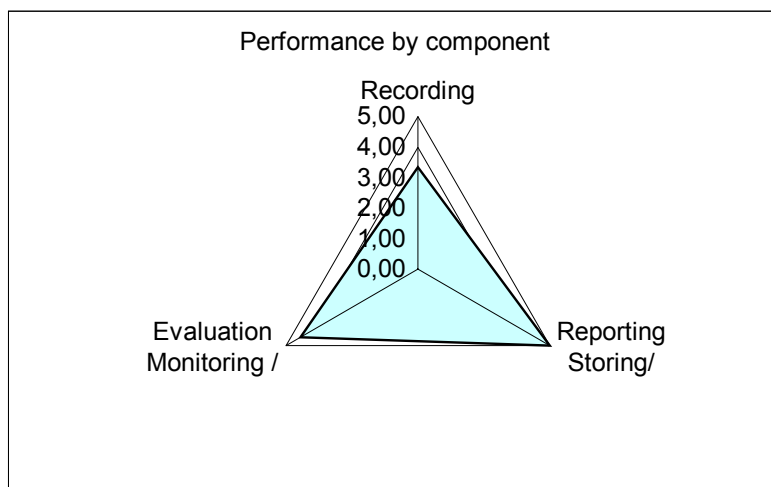 Performance by component
Recording
5,00
4,00
3,00
2,00
1,00
0,00
Evaluation
Monitoring /
Reporting
Storing/